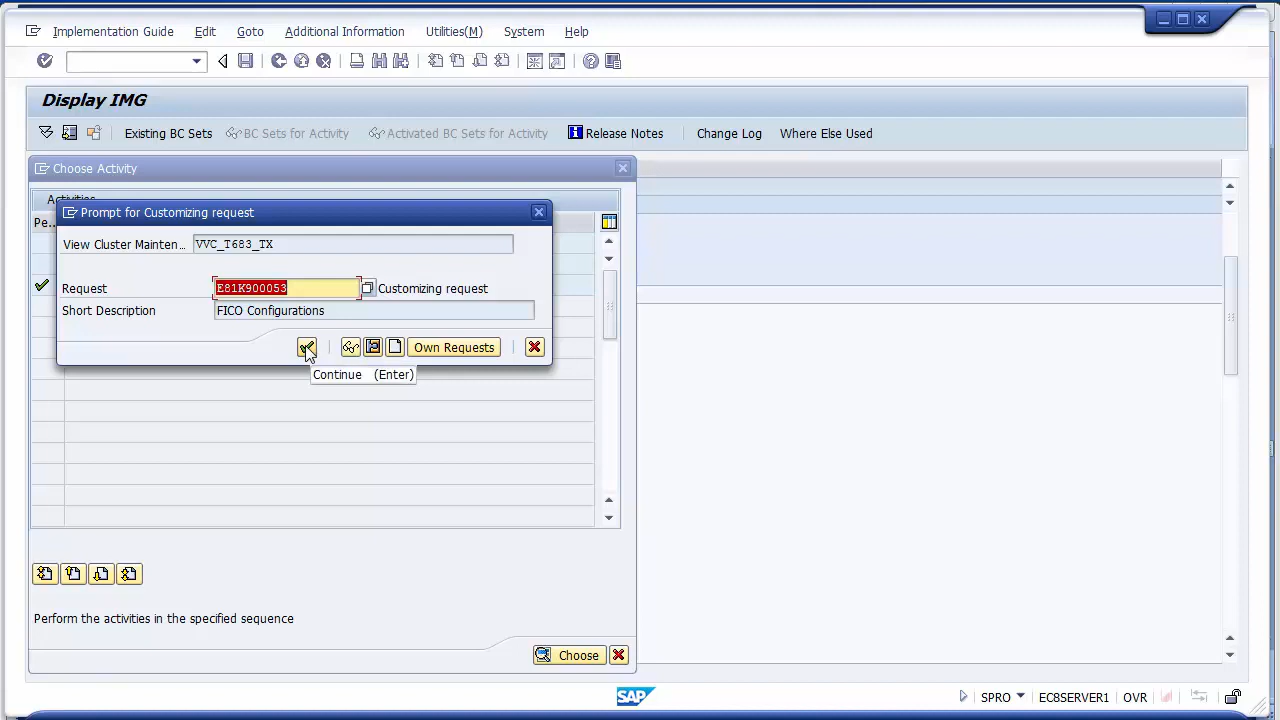 Implementation Guide Edit Goto Additional Information Utilities(M) System Help
Display IMG
Existing BC Sets BC Sets for Activity Activated BC Sets for Activity Release Notes Change Log Where Else Used
Choose Activity
Activities
Pe...
Prompt for Customizing request
View Cluster Mainten... VVC_T683_TX
Request E81K900053 Customizing request
Short Description FICO Configurations
Own Requests
Continue (Enter)
Perform the activities in the specified sequence
Choose
SAP SPRO EC8SERVER1 OVR